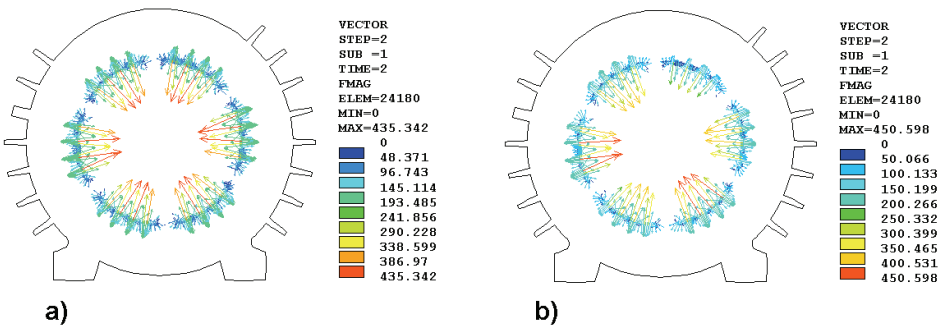 VECTOR
STEP=2
SUB =1
TIME=2
FMAG
ELEM=24180
MIN=0
MAX=435.342
0
48.371
96.743
145.114
193.485
241.856
290.228
338.599
386.97
435.342
a)
VECTOR
STEP=2
SUB =1
TIME=2
FMAG
ELEM=24180
MIN=0
MAX=450.598
0
50.066
100.133
150.199
200.266
250.332
300.399
350.465
400.531
450.598
b)